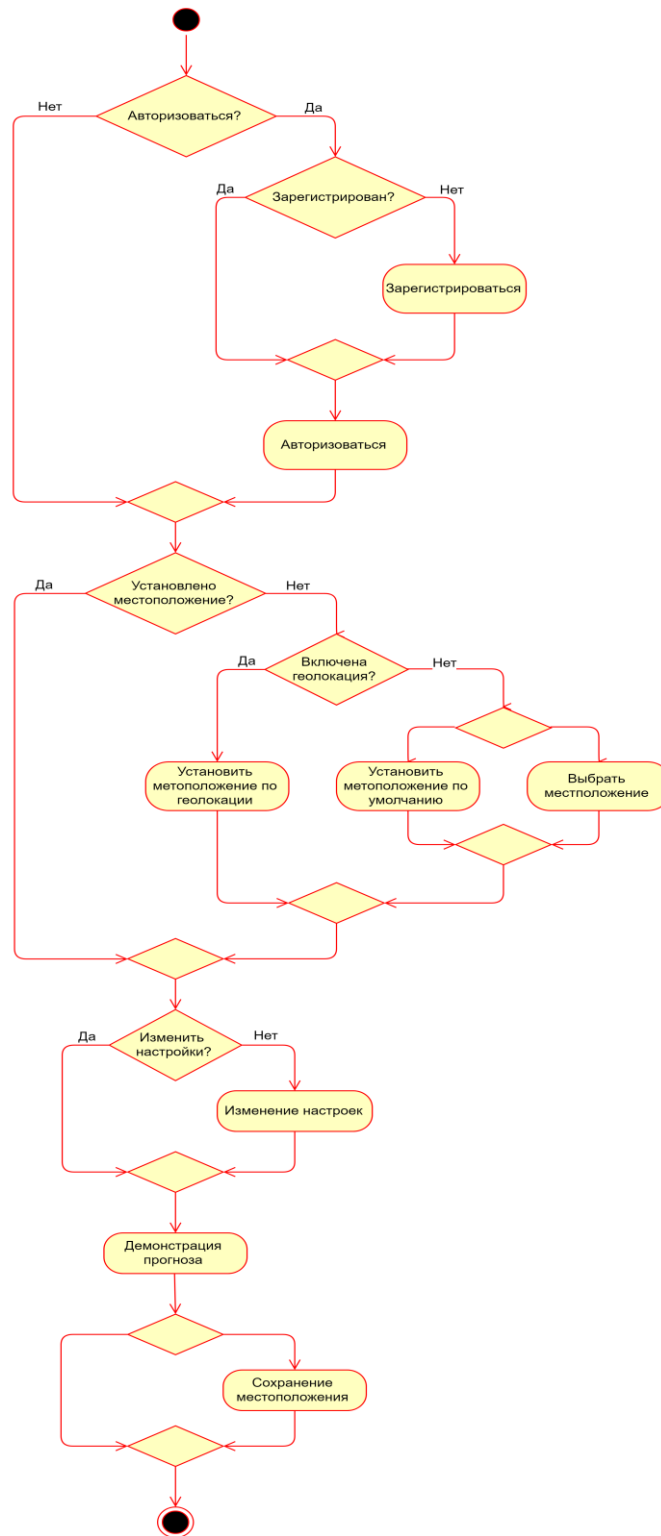 Нет
Авторизоваться?
Да
Да
Зарегистрирован?
Нет
Зарегистрироваться
Авторизоваться
Да
Установлено
местоположение?
Нет
Да
Включена
геолокация?
Нет
Установить
метоположение по
геолокации
Установить
метоположение по
умолчанию
Выбрать
местположение
Да
Изменить
настройки?
Нет
Изменение настроек
Демонстрация
прогноза
Сохранение
местоположения